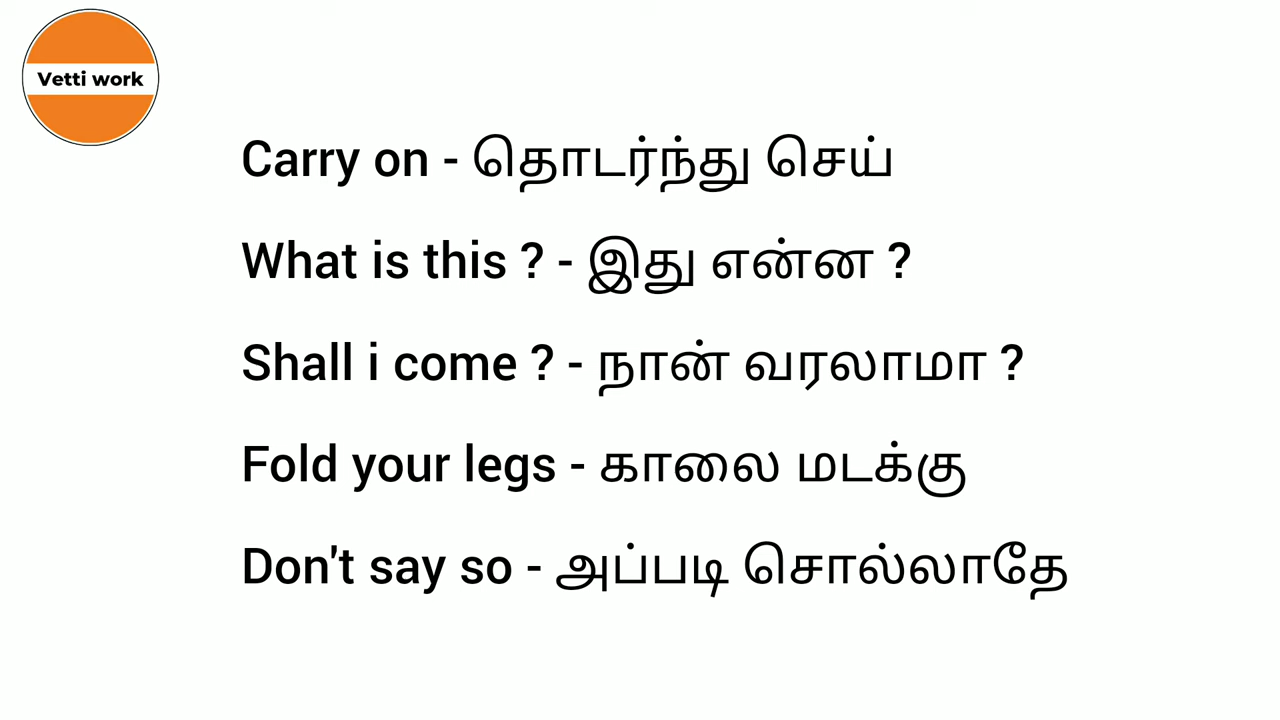 Vetti work
Carry on - தொடர்ந்து செய்
What is this ? - இது என்ன ?
Shall i come ? - நான் வரலாமா ?
Fold your legs - காலை மடக்கு
Don't say so - அப்படி சொல்லாதே